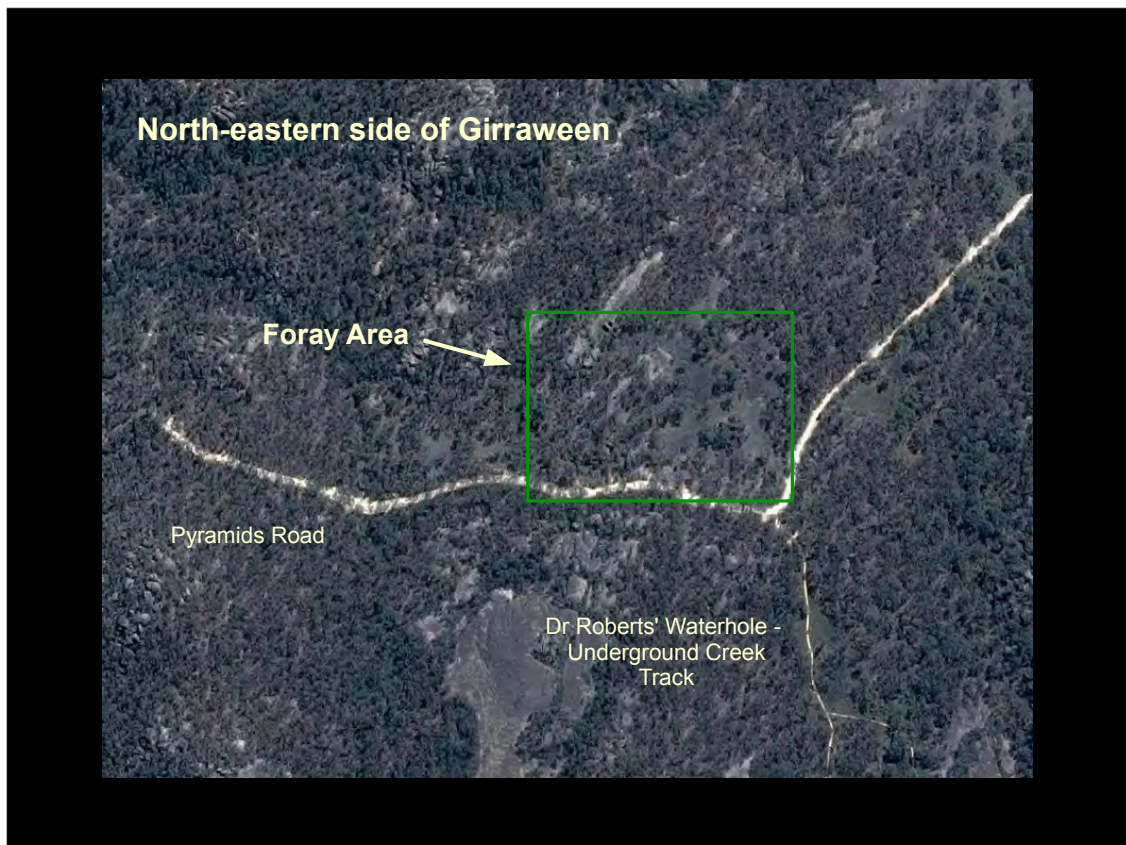 North-eastern side of Girraween
Foray Area
Pyramids Road
Dr Roberts' Waterhole -
Underground Creek
Track